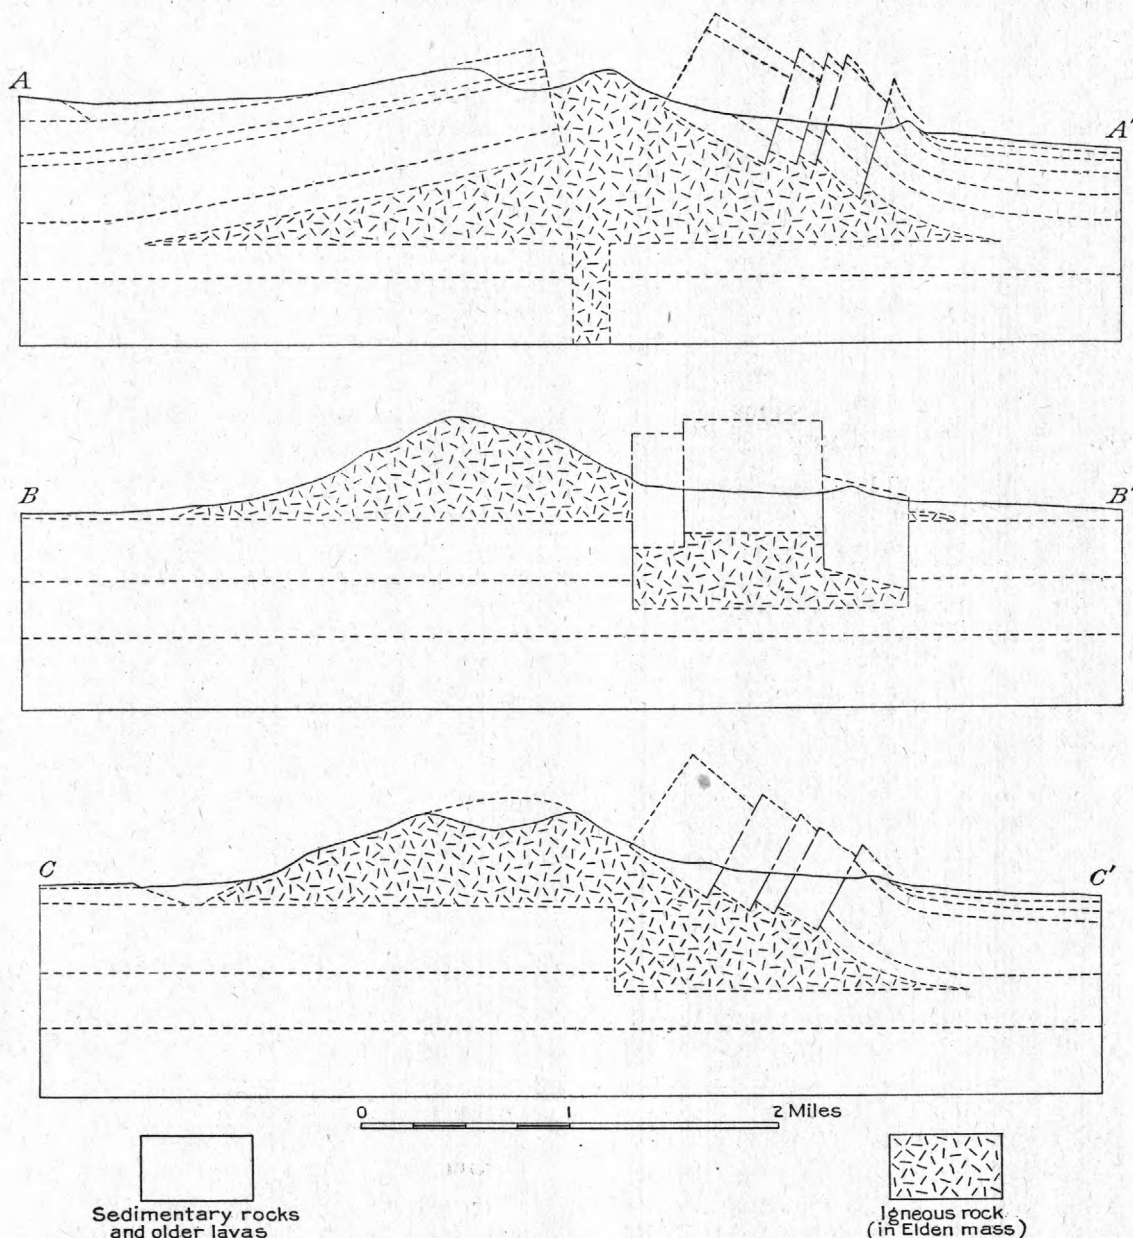 A
A'
B
B'
C
C'
0 1 2 Miles
Sedimentary rocks
and older lavas
Igneous rock
(in Elden mass)